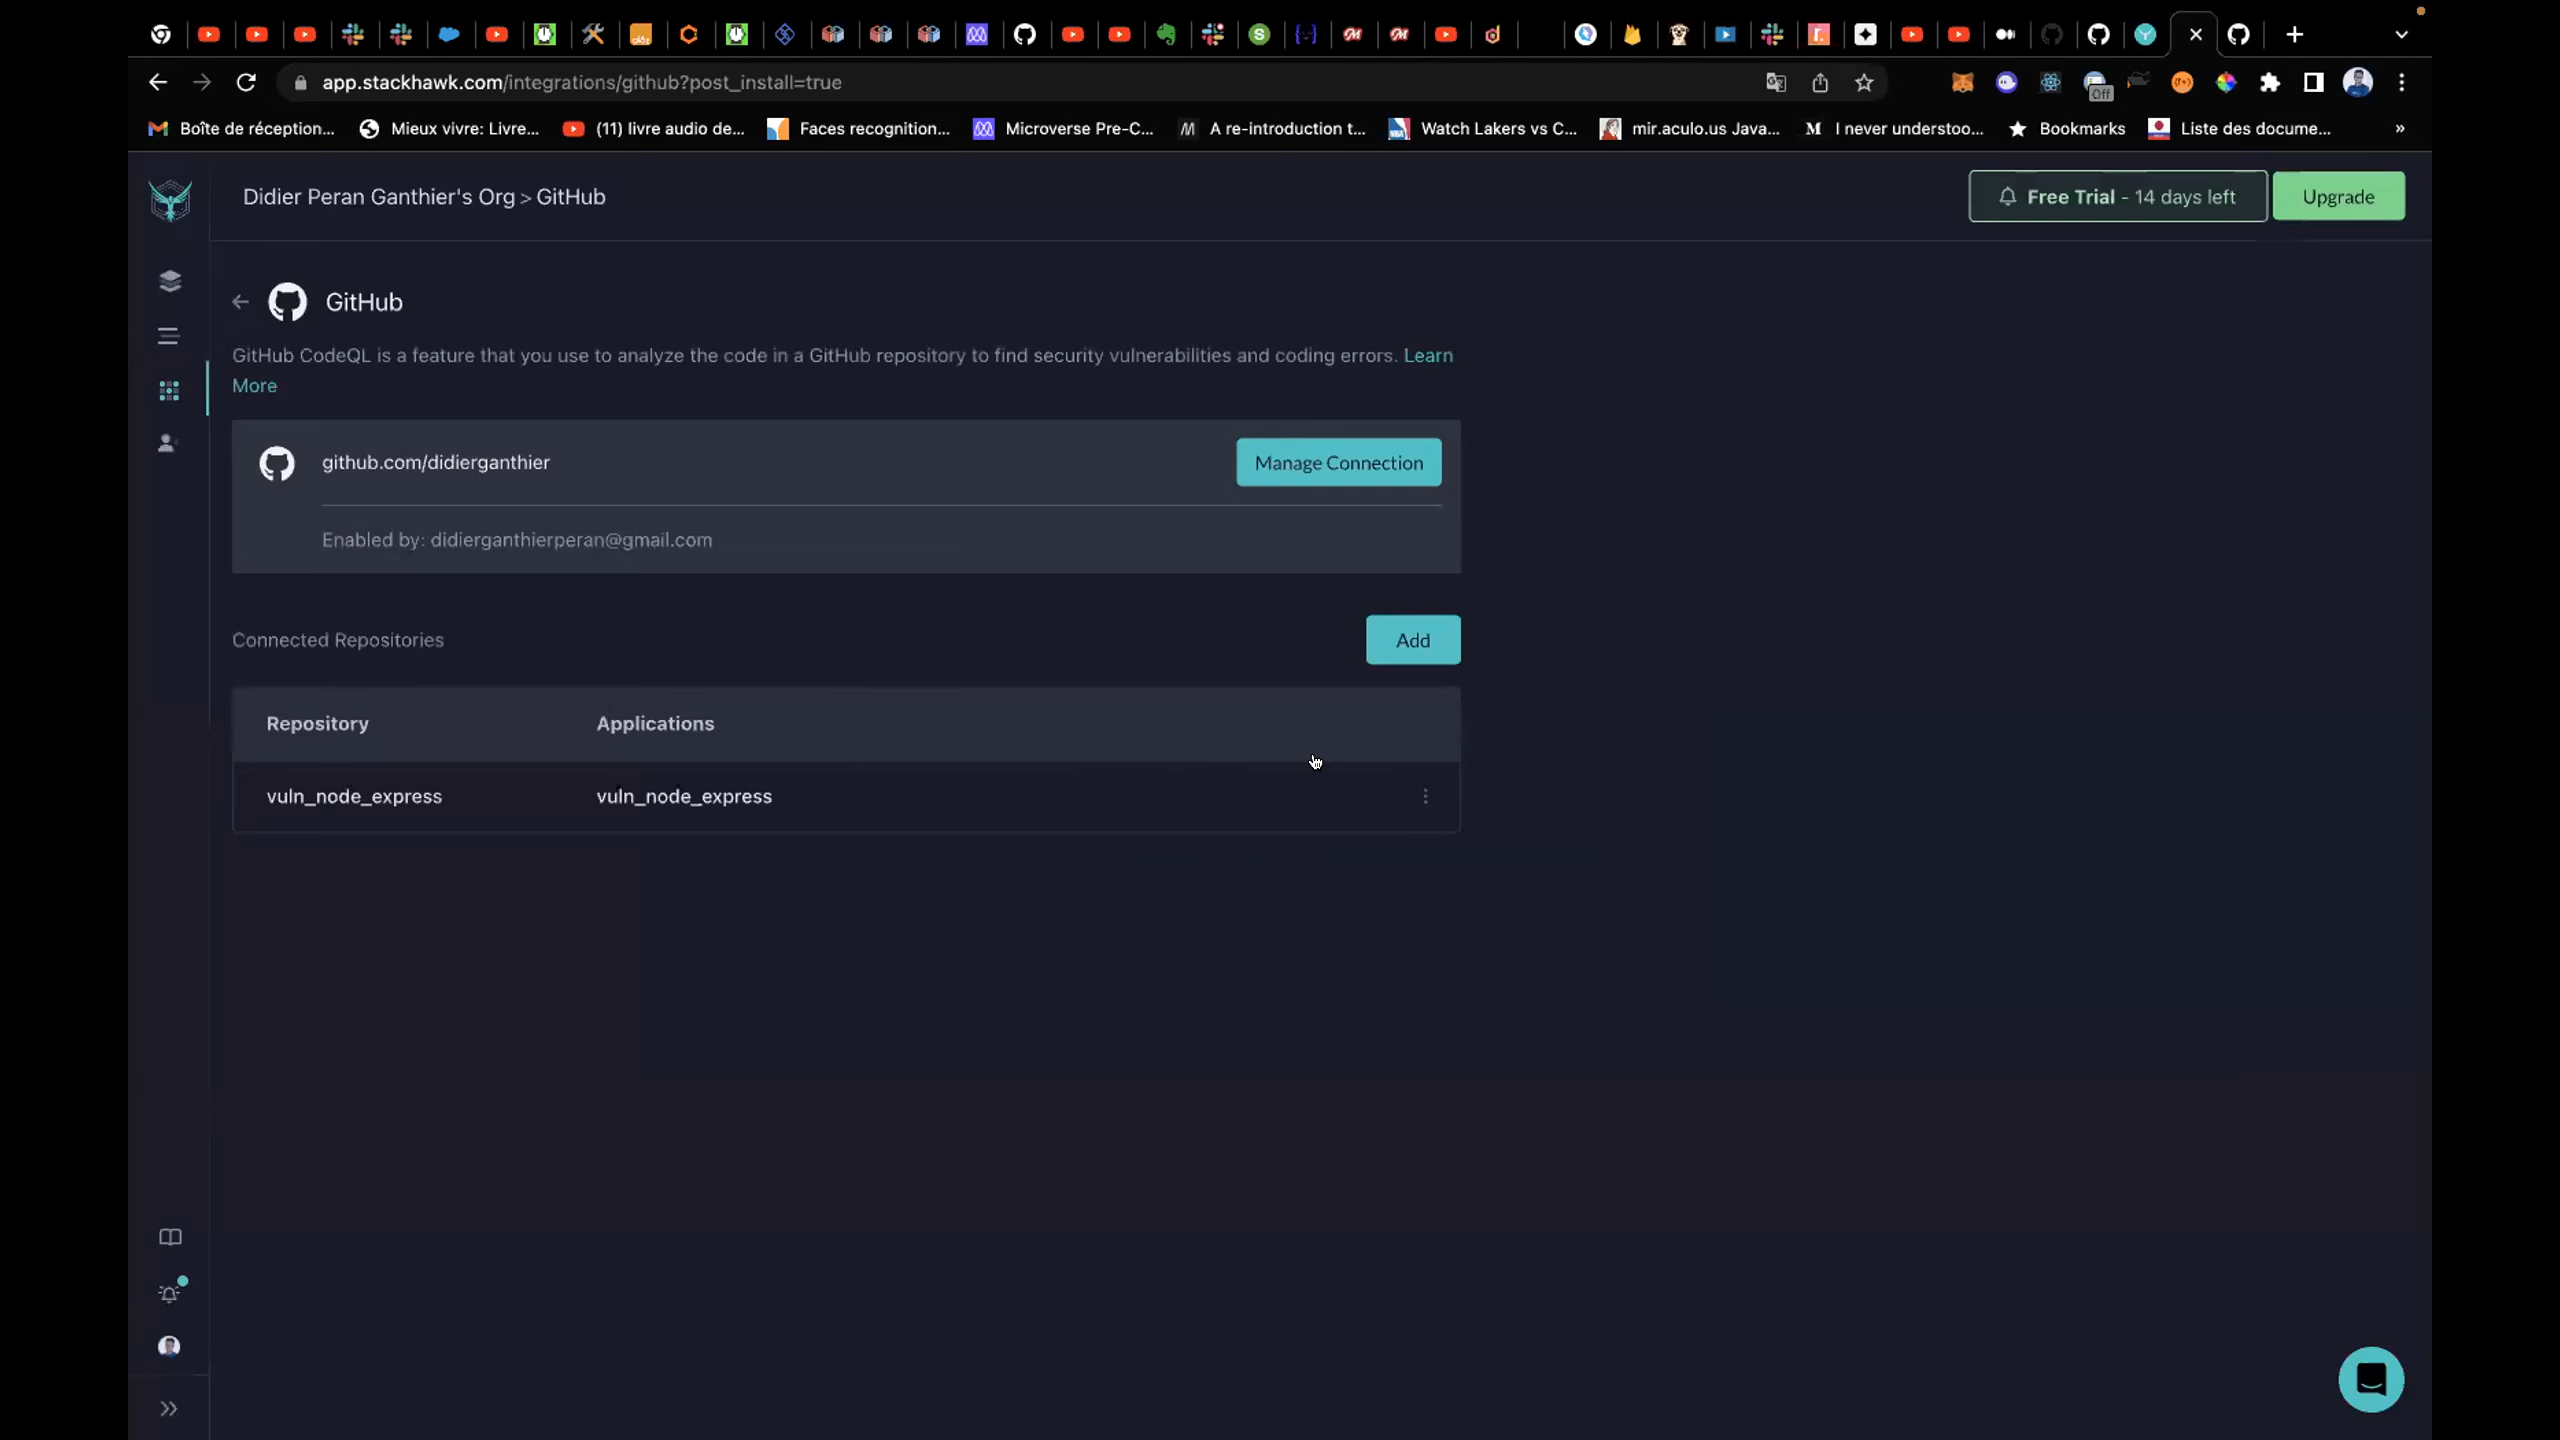 app.stackhawk.com/integrations/github?post_install=true
Off
Boîte de réception... Mieux vivre: Livre... (11) livre audio de... Faces recognition... Microverse Pre-C... A re-introduction t... Watch Lakers vs C... mir.aculo.us Java... I never understoo... Bookmarks Liste des docume... »
Didier Peran Ganthier's Org > GitHub
Free Trial - 14 days left
Upgrade
GitHub
GitHub CodeQL is a feature that you use to analyze the code in a GitHub repository to find security vulnerabilities and coding errors. Learn
More
github.com/didierganthier
Manage Connection
Enabled by: didierganthierperan@gmail.com
Connected Repositories
Add
Repository Applications
vuln_node_express vuln_node_express